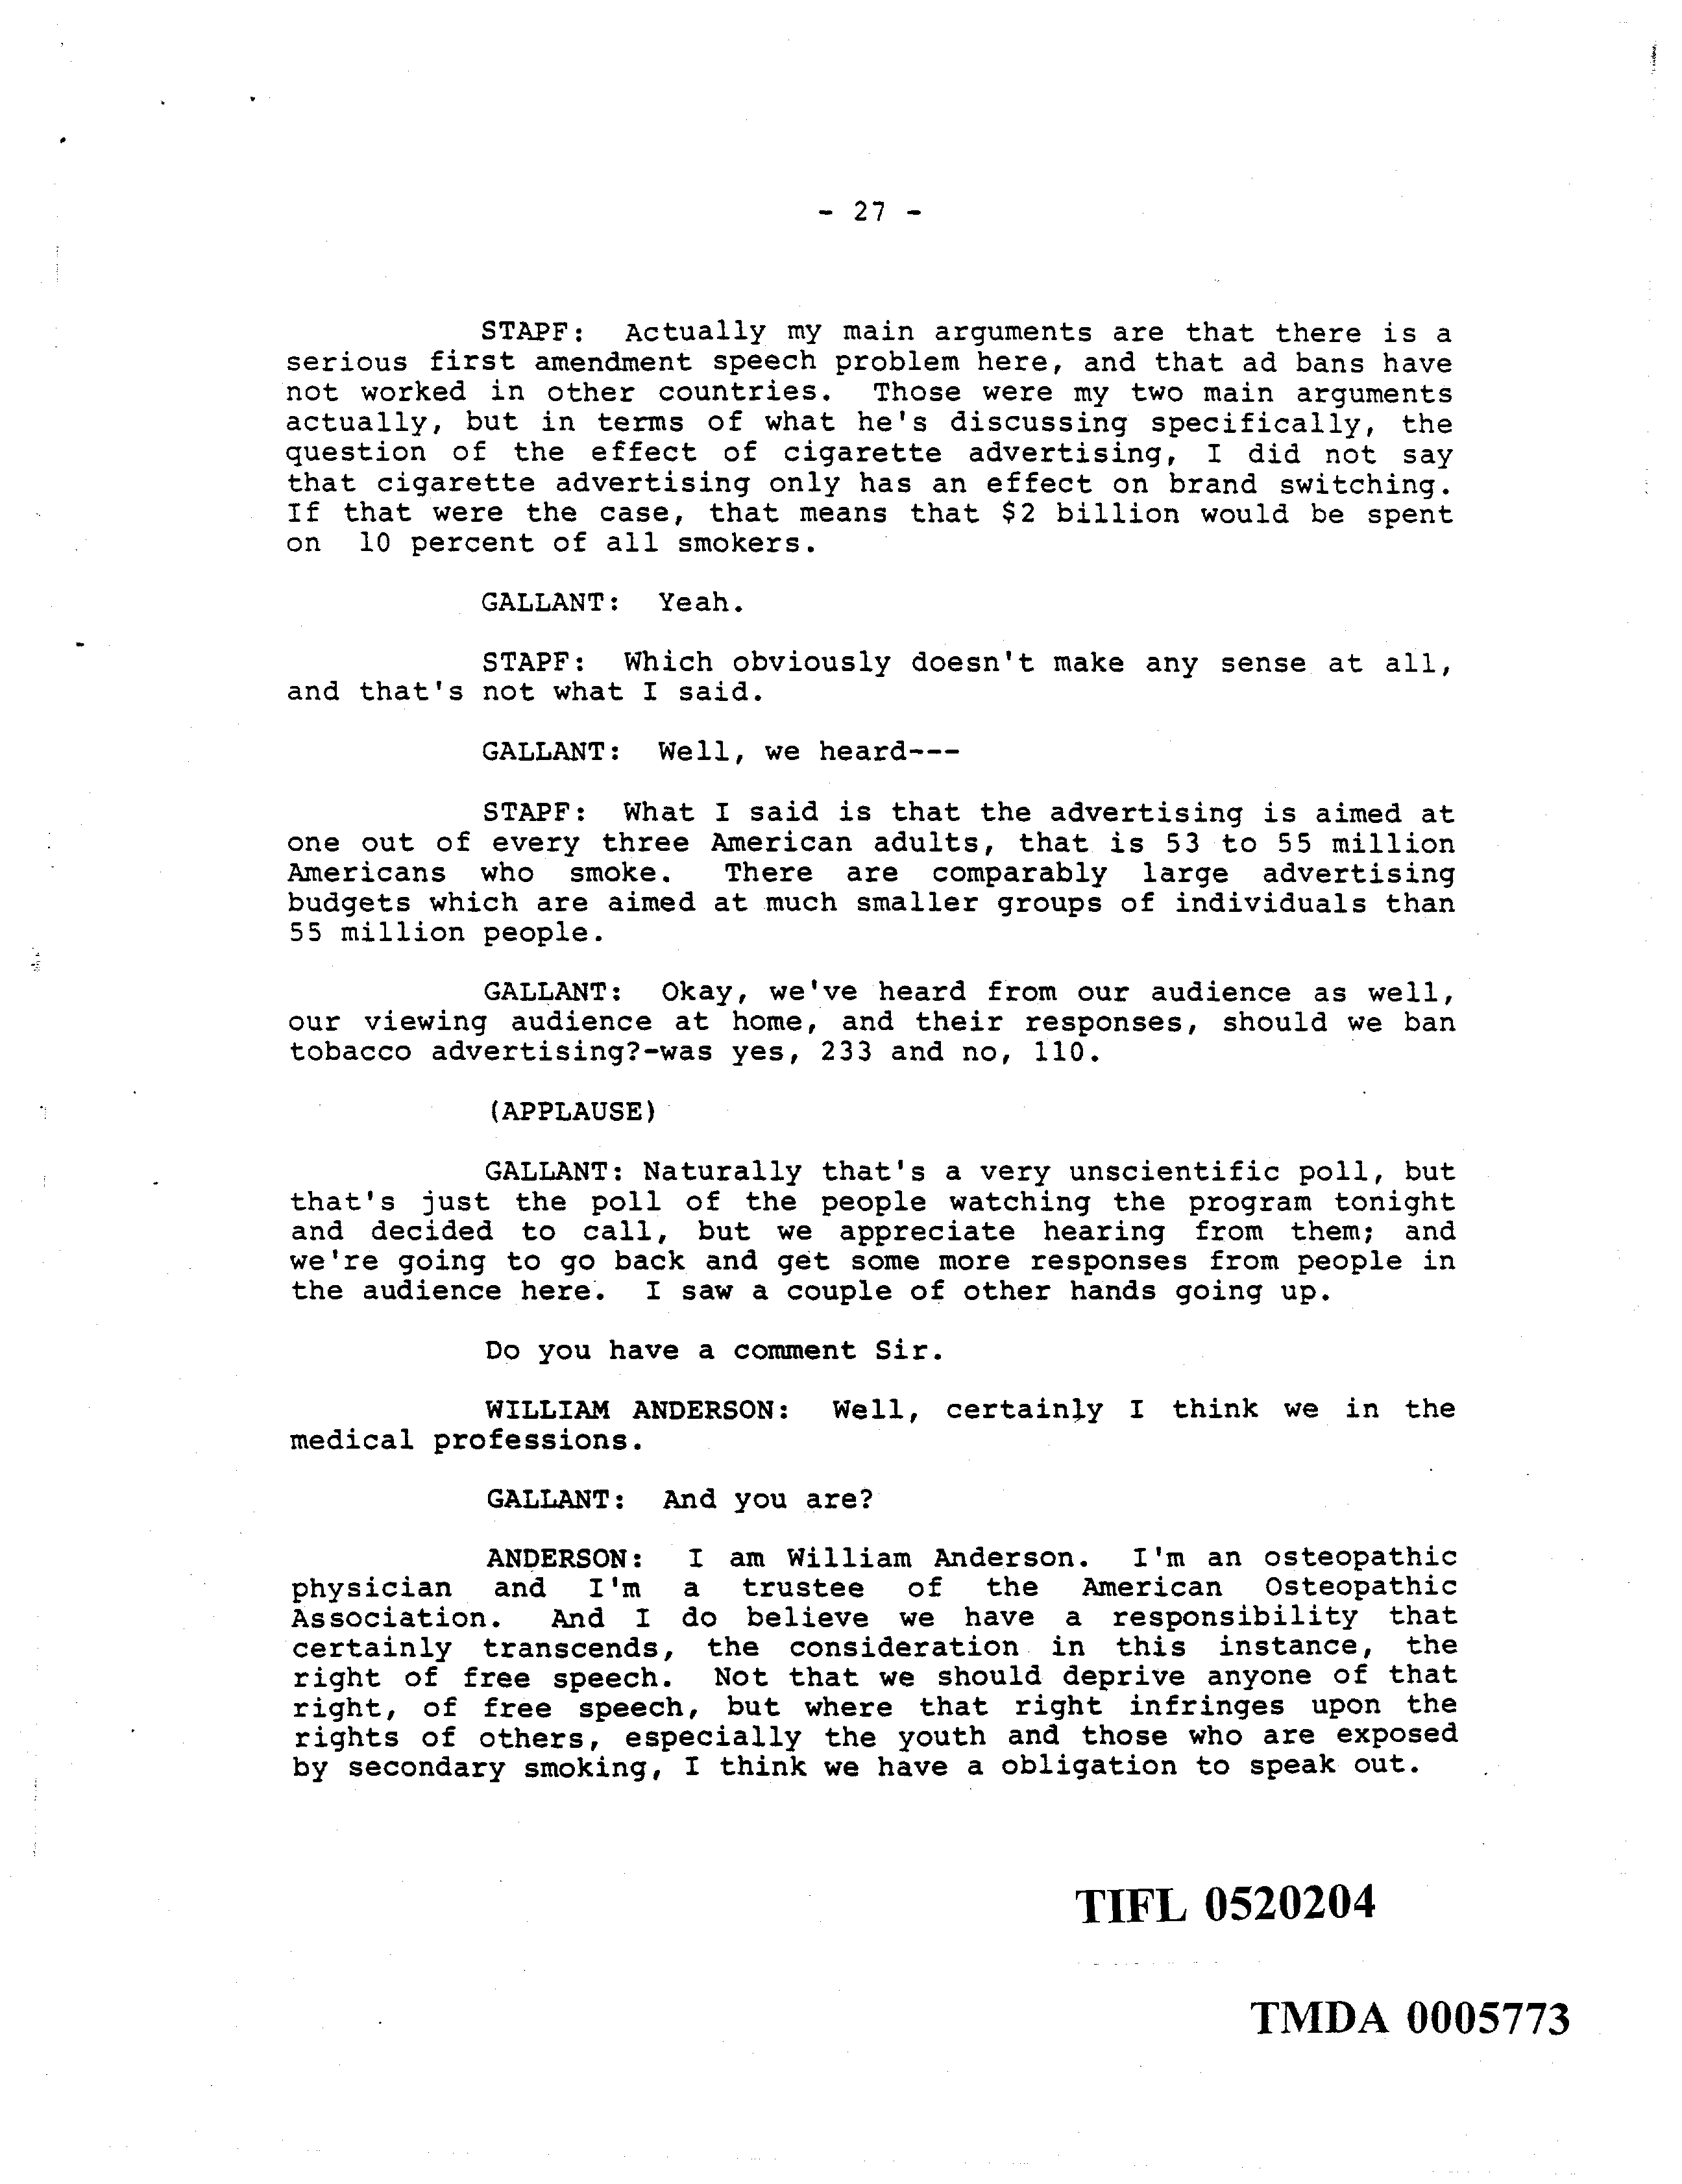 - 27 -
STAPF: Actually my main arguments are that there is a
serious first amendment speech problem here, and that ad bans have
not worked in other countries. Those were my two main arguments
actually, but in terms of what he's discussing specifically, the
question of the effect of cigarette advertising, I did not say
that cigarette advertising only has an effect on brand switching.
If that were the case, that means that $2 billion would be spent
on 10 percent of all smokers.
GALLANT: Yeah.
STAPF: Which obviously doesn't make any sense at all,
and that's not what I said.
GALLANT: Well, we heard---
STAPF: What I said is that the advertising is aimed at
one out of every three American adults, that is 53 to 55 million
Americans who smoke. There are comparably large advertising
budgets which are aimed at much smaller groups of individuals than
55 million people.
GALLANT: Okay, we've heard from our audience as well,
our viewing audience at home, and their responses, should we ban
tobacco advertising?-was yes, 233 and no, 110.
(APPLAUSE)
GALLANT: Naturally that's a very unscientific poll, but
that's just the poll of the people watching the program tonight
and decided to call, but we appreciate hearing from them; and
we're going to go back and get some more responses from people in
the audience here. I saw a couple of other hands going up.
Do you have a comment Sir.
WILLIAM ANDERSON: Well, certainly I think we in the
medical professions.
GALLANT: And you are?
ANDERSON: I am William Anderson. I'm an osteopathic
physician and I'm a trustee of the American Osteopathic
Association. And I do believe we have a responsibility that
certainly transcends, the consideration in this instance, the
right of free speech. Not that we should deprive anyone of that
right, of free speech, but where that right infringes upon the
rights of others, especially the youth and those who are exposed
by secondary smoking, I think we have a obligation to speak out.
TIFL 0520204
TMDA 0005773